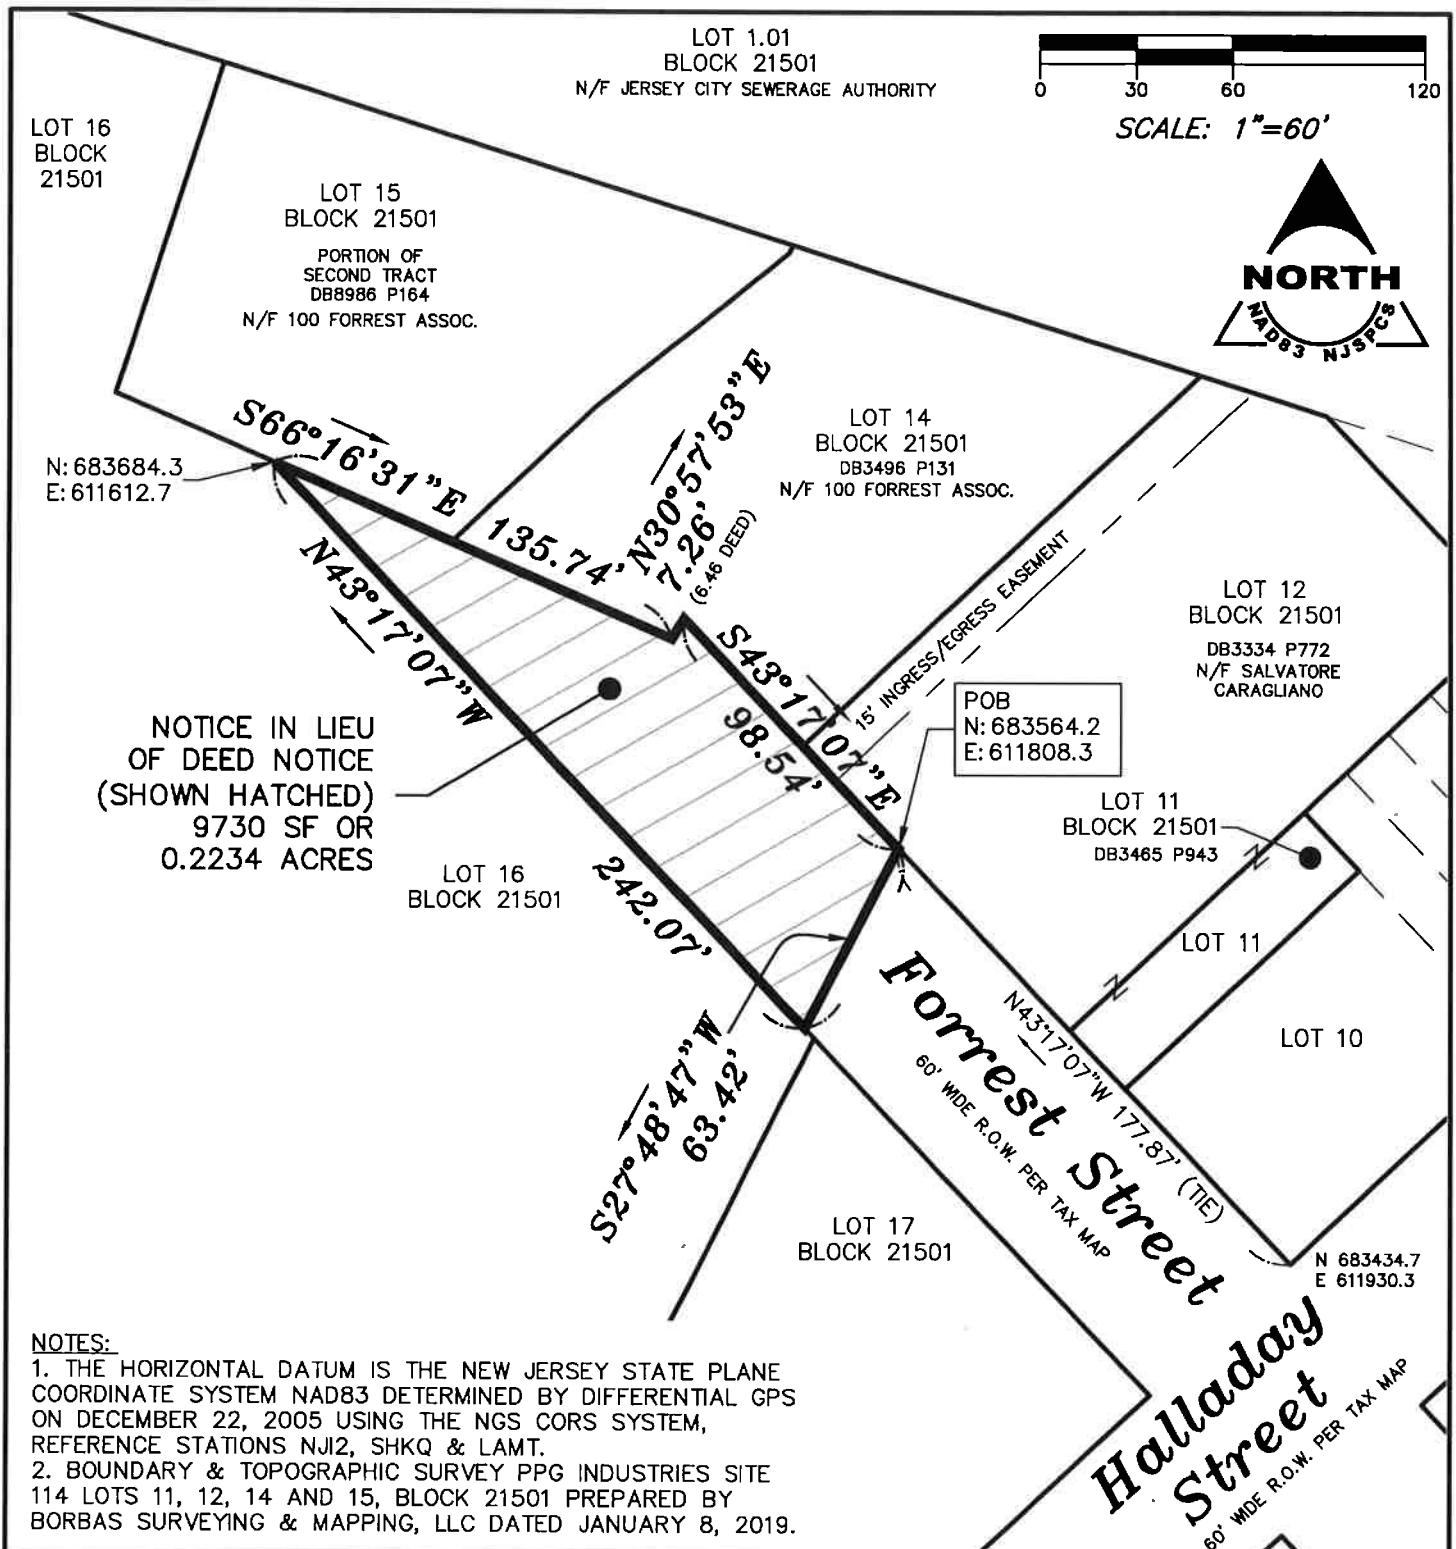 LOT 1.01
BLOCK 21501
N/F JERSEY CITY SEWERAGE AUTHORITY
0 30 60 120
SCALE: 1"=60'
NORTH
NAD83 NJSPCS
LOT 16
BLOCK
21501
LOT 15
BLOCK 21501
PORTION OF
SECOND TRACT
DB8986 P164
N/F 100 FORREST ASSOC.
N: 683684.3
E: 611612.7
S66°16'31"E 135.74'
N30°57'53"E
7.26'
(6.46 DEED)
LOT 14
BLOCK 21501
DB3496 P131
N/F 100 FORREST ASSOC.
15' INGRESS/EGRESS EASEMENT
LOT 12
BLOCK 21501
DB3334 P772
N/F SALVATORE
CARAGLIANO
N43°17'07"W
242.07'
S43°17'07"E
98.54'
POB
N: 683564.2
E: 611808.3
NOTICE IN LIEU
OF DEED NOTICE
(SHOWN HATCHED)
9730 SF OR
0.2234 ACRES
LOT 11
BLOCK 21501
DB3465 P943
LOT 16
BLOCK 21501
LOT 11
LOT 10
S27°48'47"W
63.42'
Forrest Street
60' WIDE R.O.W. PER TAX MAP
N43°17'07"W 177.87' (TIE)
LOT 17
BLOCK 21501
N 683434.7
E 611930.3
Halladay
Street
60' WIDE R.O.W. PER TAX MAP
NOTES:
1. THE HORIZONTAL DATUM IS THE NEW JERSEY STATE PLANE
COORDINATE SYSTEM NAD83 DETERMINED BY DIFFERENTIAL GPS
ON DECEMBER 22, 2005 USING THE NGS CORS SYSTEM,
REFERENCE STATIONS NJI2, SHKQ & LAMT.
2. BOUNDARY & TOPOGRAPHIC SURVEY PPG INDUSTRIES SITE
114 LOTS 11, 12, 14 AND 15, BLOCK 21501 PREPARED BY
BORBAS SURVEYING & MAPPING, LLC DATED JANUARY 8, 2019.